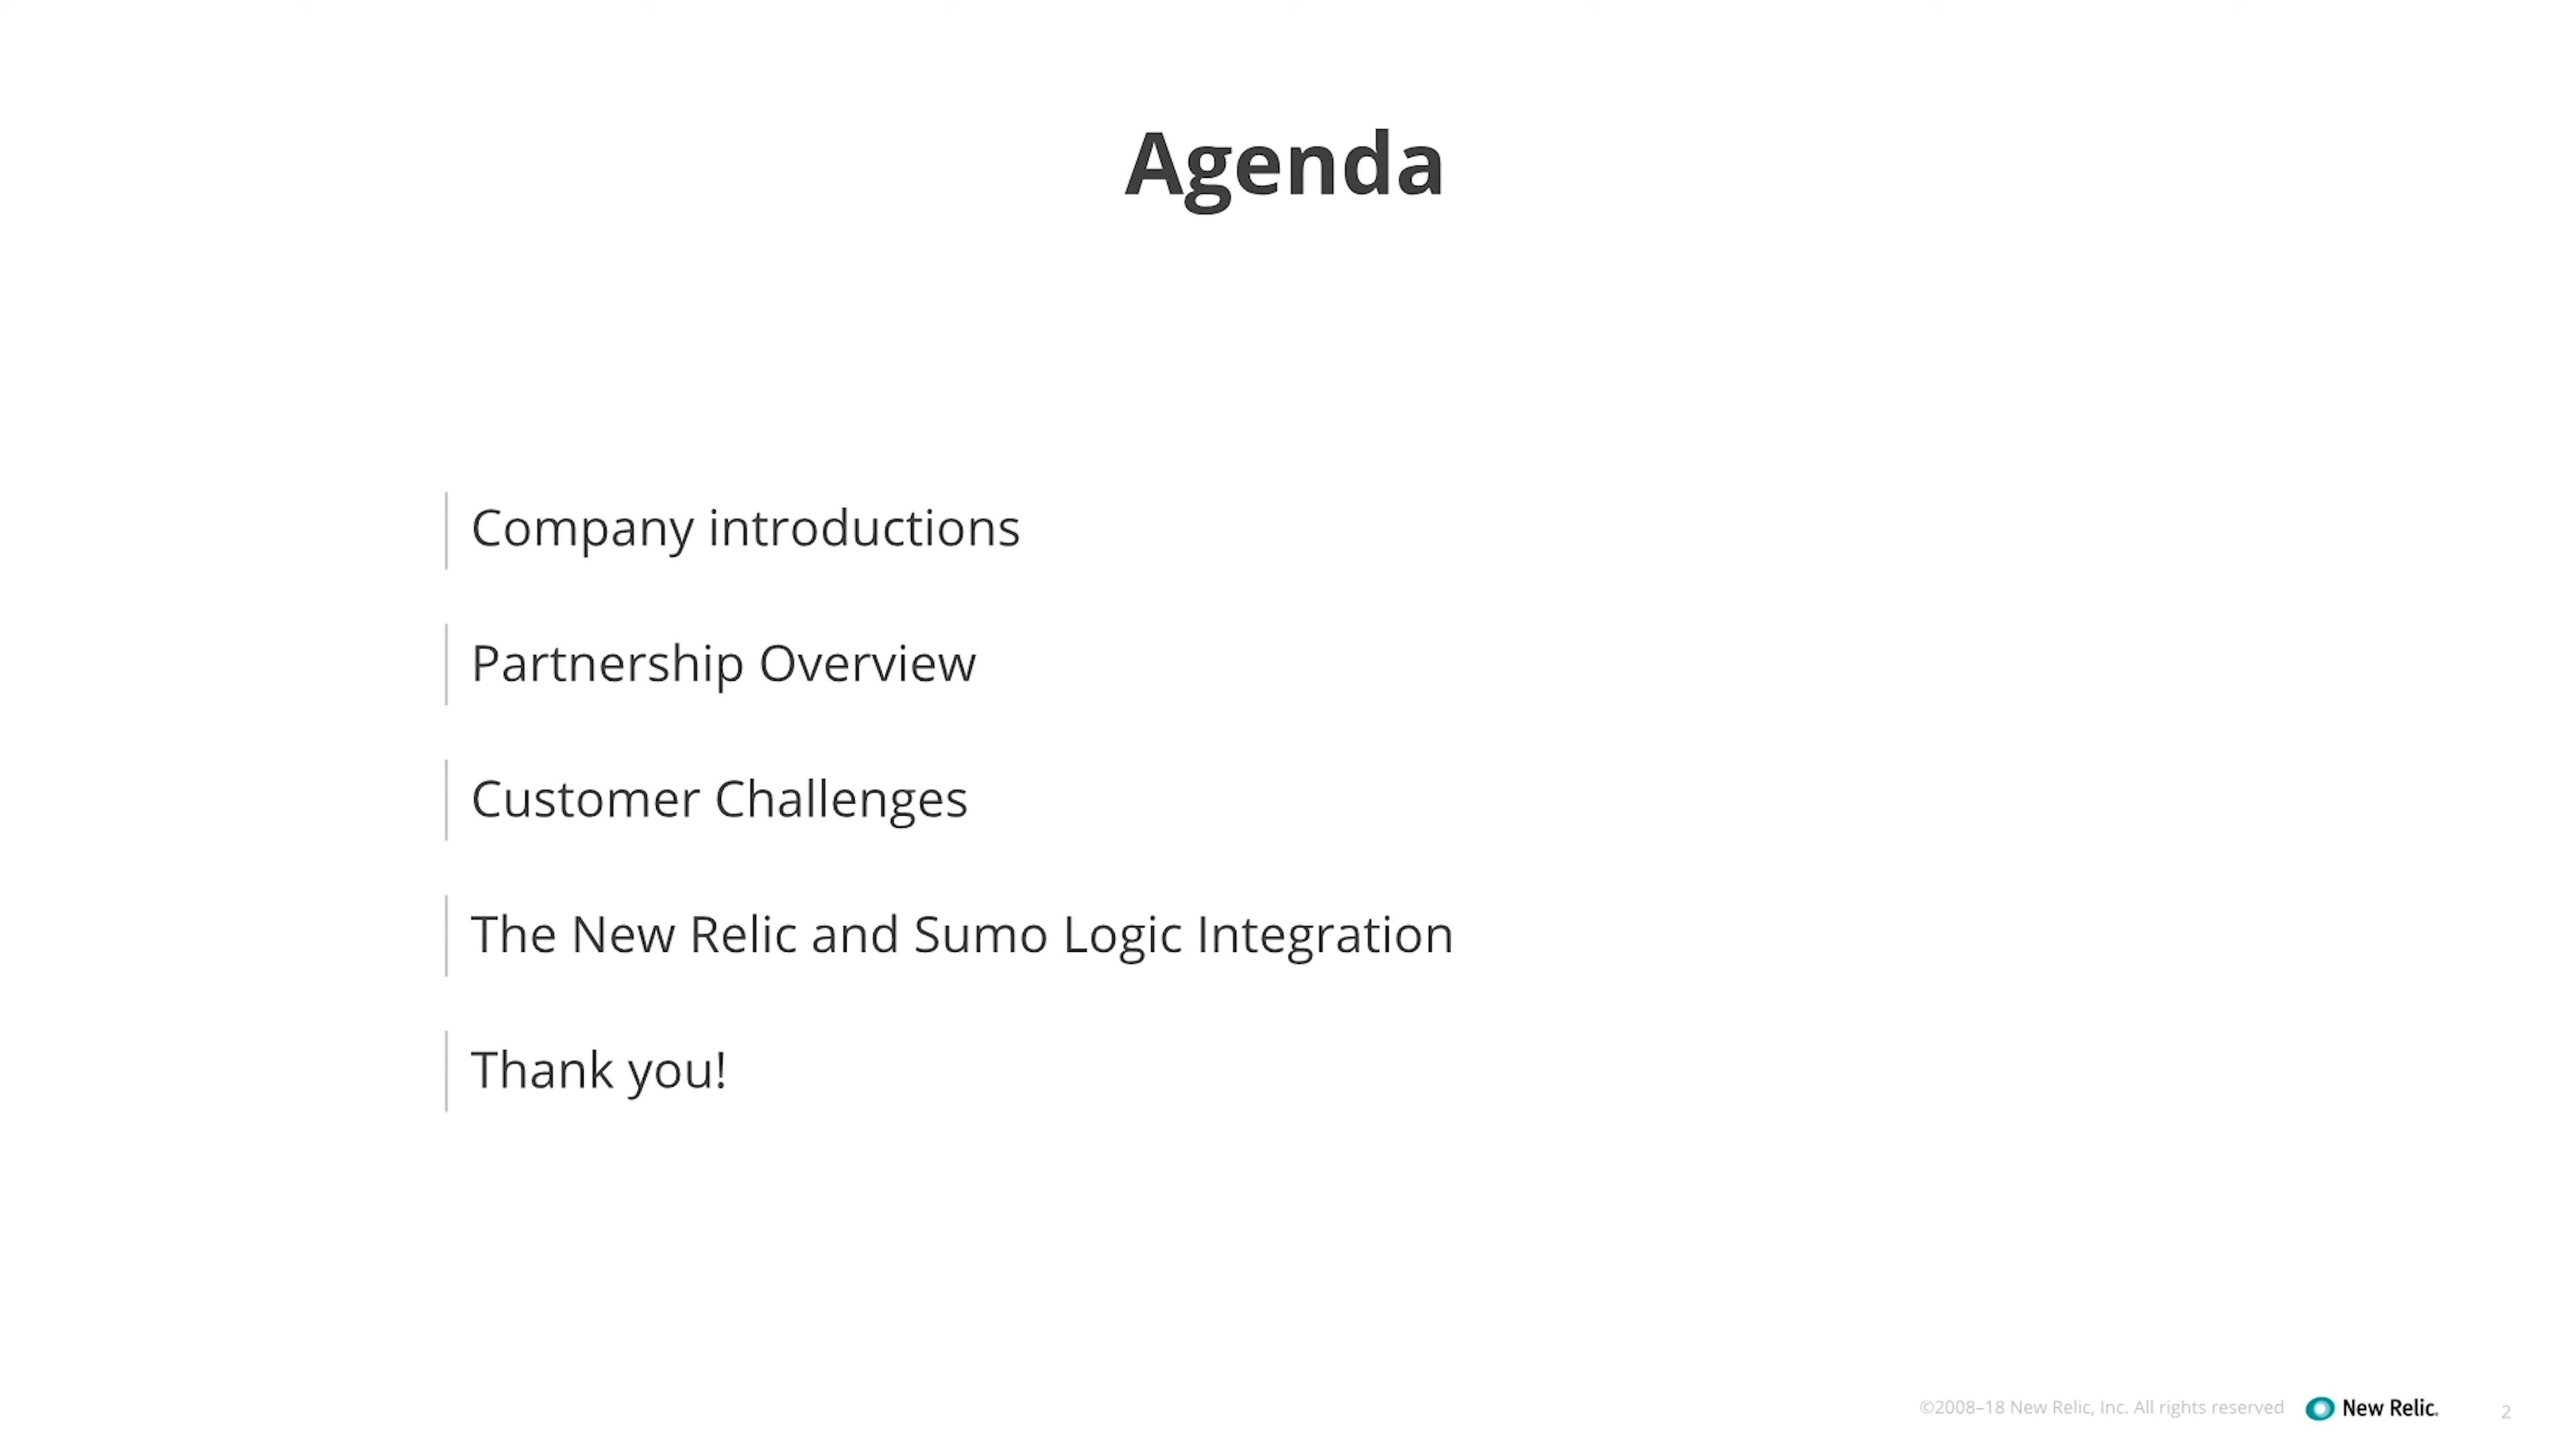 Agenda
Company introductions
Partnership Overview
Customer Challenges
The New Relic and Sumo Logic Integration
Thank you!
©2008–18 New Relic, Inc. All rights reserved New Relic. 2